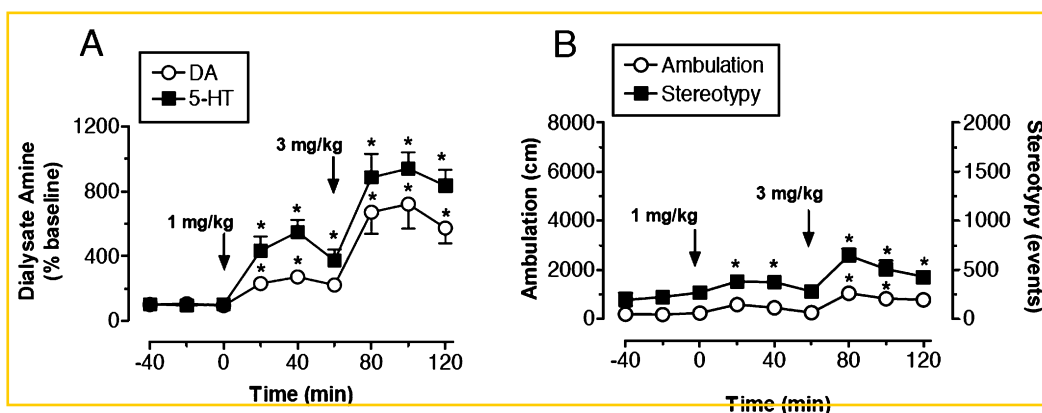 A
DA
5-HT
Dialysate Amine
(% baseline)
1200
800
400
0
1 mg/kg
3 mg/kg
* * * * * *
* * * * *
-40 0 40 80 120
Time (min)
B
Ambulation
Stereotypy
Ambulation (cm)
8000
6000
4000
2000
0
1 mg/kg
3 mg/kg
* * * * *
* *
2000
1500
1000
500
0
Stereotypy (events)
-40 0 40 80 120
Time (min)